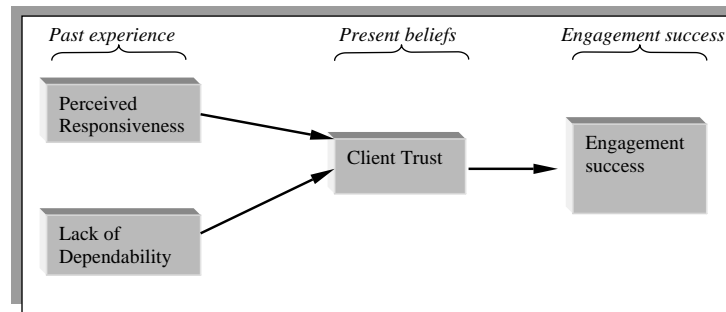 Past experience
Present beliefs
Engagement success
Perceived
Responsiveness
Client Trust
Engagement
success
Lack of
Dependability